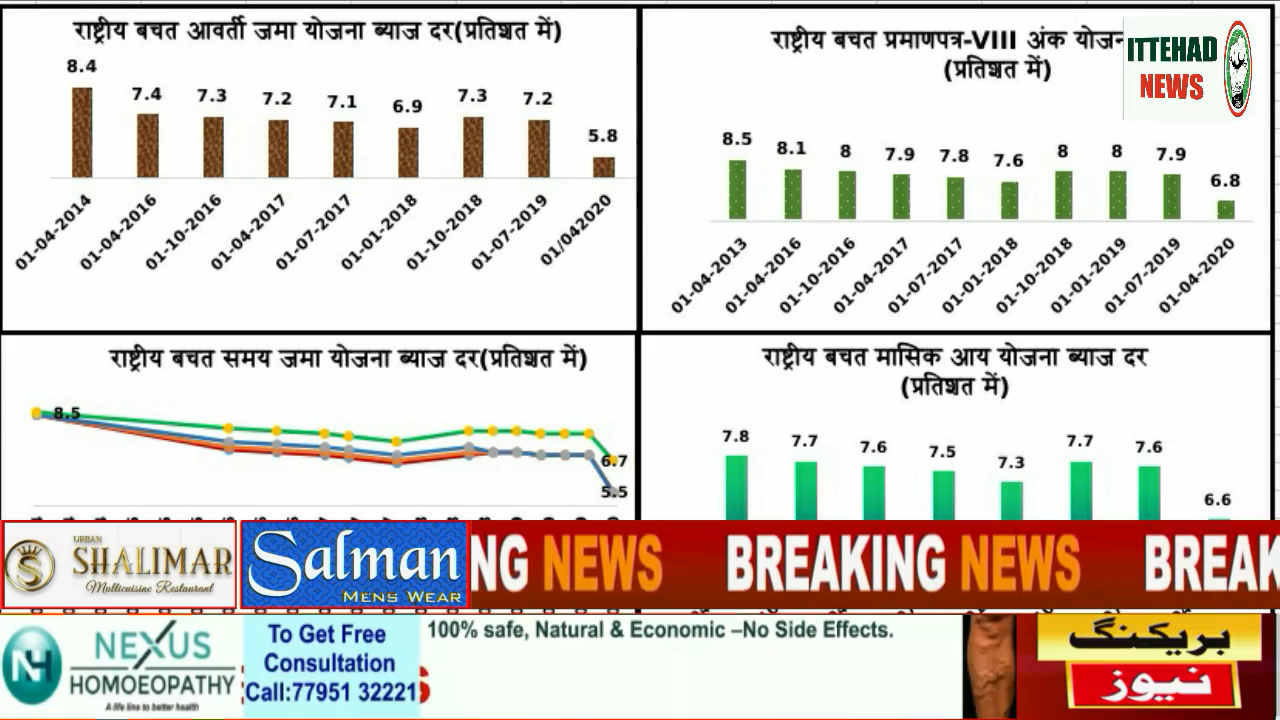 राष्ट्रीय बचत आवर्ती जमा योजना ब्याज दर(प्रतिशत में)
8.4
7.4
7.3
7.2
7.1
6.9
7.3
7.2
5.8
01-04-2014
01-04-2016
01-10-2016
01-04-2017
01-07-2017
01-01-2018
01-10-2018
01-07-2019
01/042020
राष्ट्रीय बचत प्रमाणपत्र-VIII अंक
(प्रतिशत में)
ITTEHAD
NEWS
8.5
8.1
8
7.9
7.8
7.6
8
8
7.9
6.8
01-04-2013
01-04-2016
01-10-2016
01-04-2017
01-07-2017
01-01-2018
01-10-2018
01-01-2019
01-07-2019
01-04-2020
राष्ट्रीय बचत समय जमा योजना ब्याज दर(प्रतिशत में)
8.5
6.7
5.5
राष्ट्रीय बचत मासिक आय योजना ब्याज दर
(प्रतिशत में)
7.8
7.7
7.6
7.5
7.3
7.7
7.6
6.6
URBAN
SHALIMAR
Multicuisine Restaurant
Salman
MENS WEAR
NG NEWS BREAKING NEWS BREAK
NH
NEXUS
HOMOEOPATHY
A life line to better health
To Get Free
Consultation
Call:77951 32221
100% safe, Natural & Economic –No Side Effects.
بریکنگ
نیوز